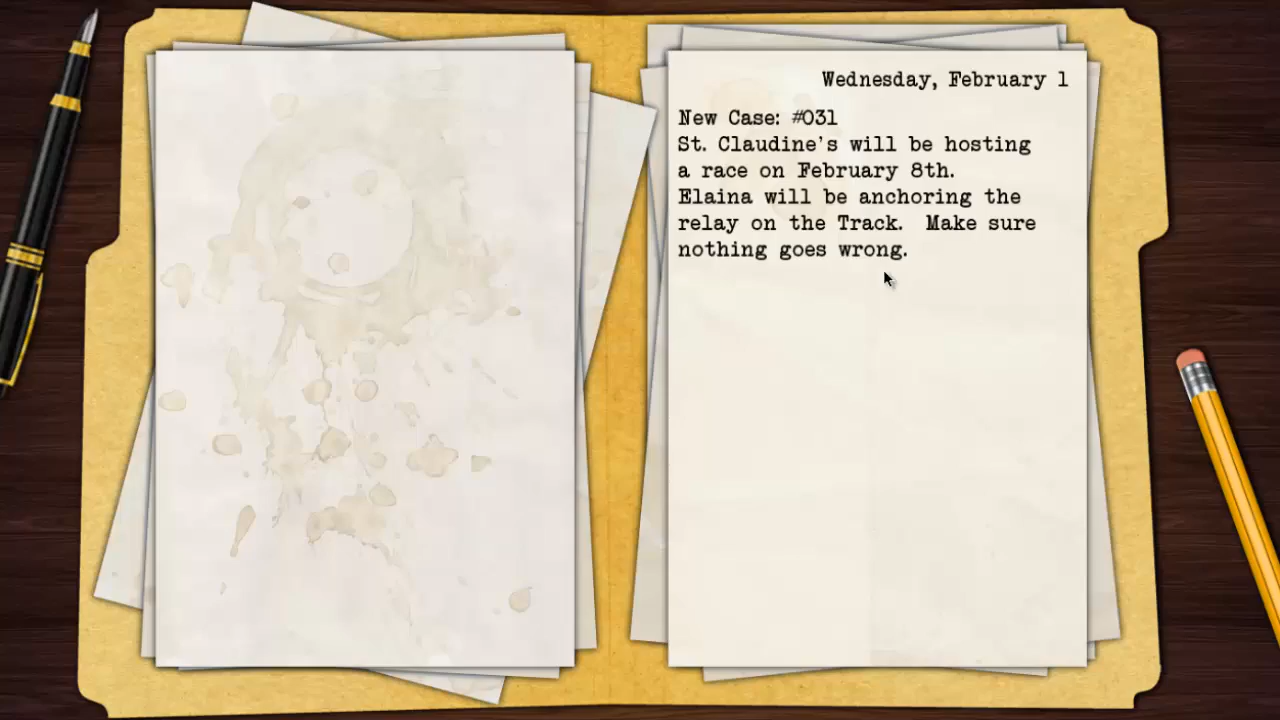 Wednesday, February 1
New Case: #031
St. Claudine's will be hosting
a race on February 8th.
Elaina will be anchoring the
relay on the Track.  Make sure
nothing goes wrong.